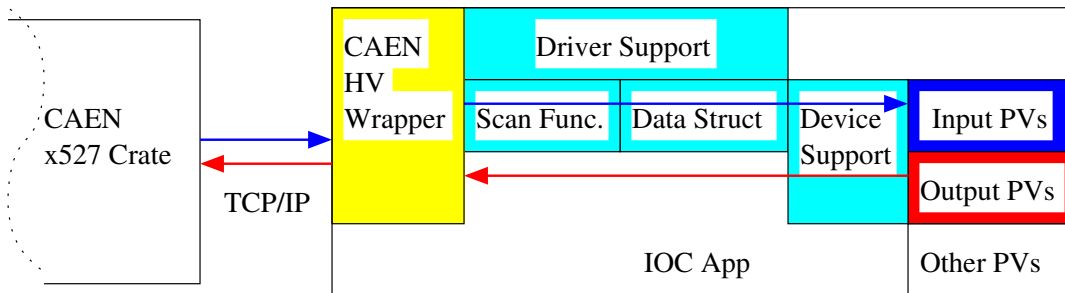 CAEN
x527 Crate
TCP/IP
CAEN
HV
Wrapper
Driver Support
Scan Func.
Data Struct
Device
Support
Input PVs
Output PVs
IOC App
Other PVs